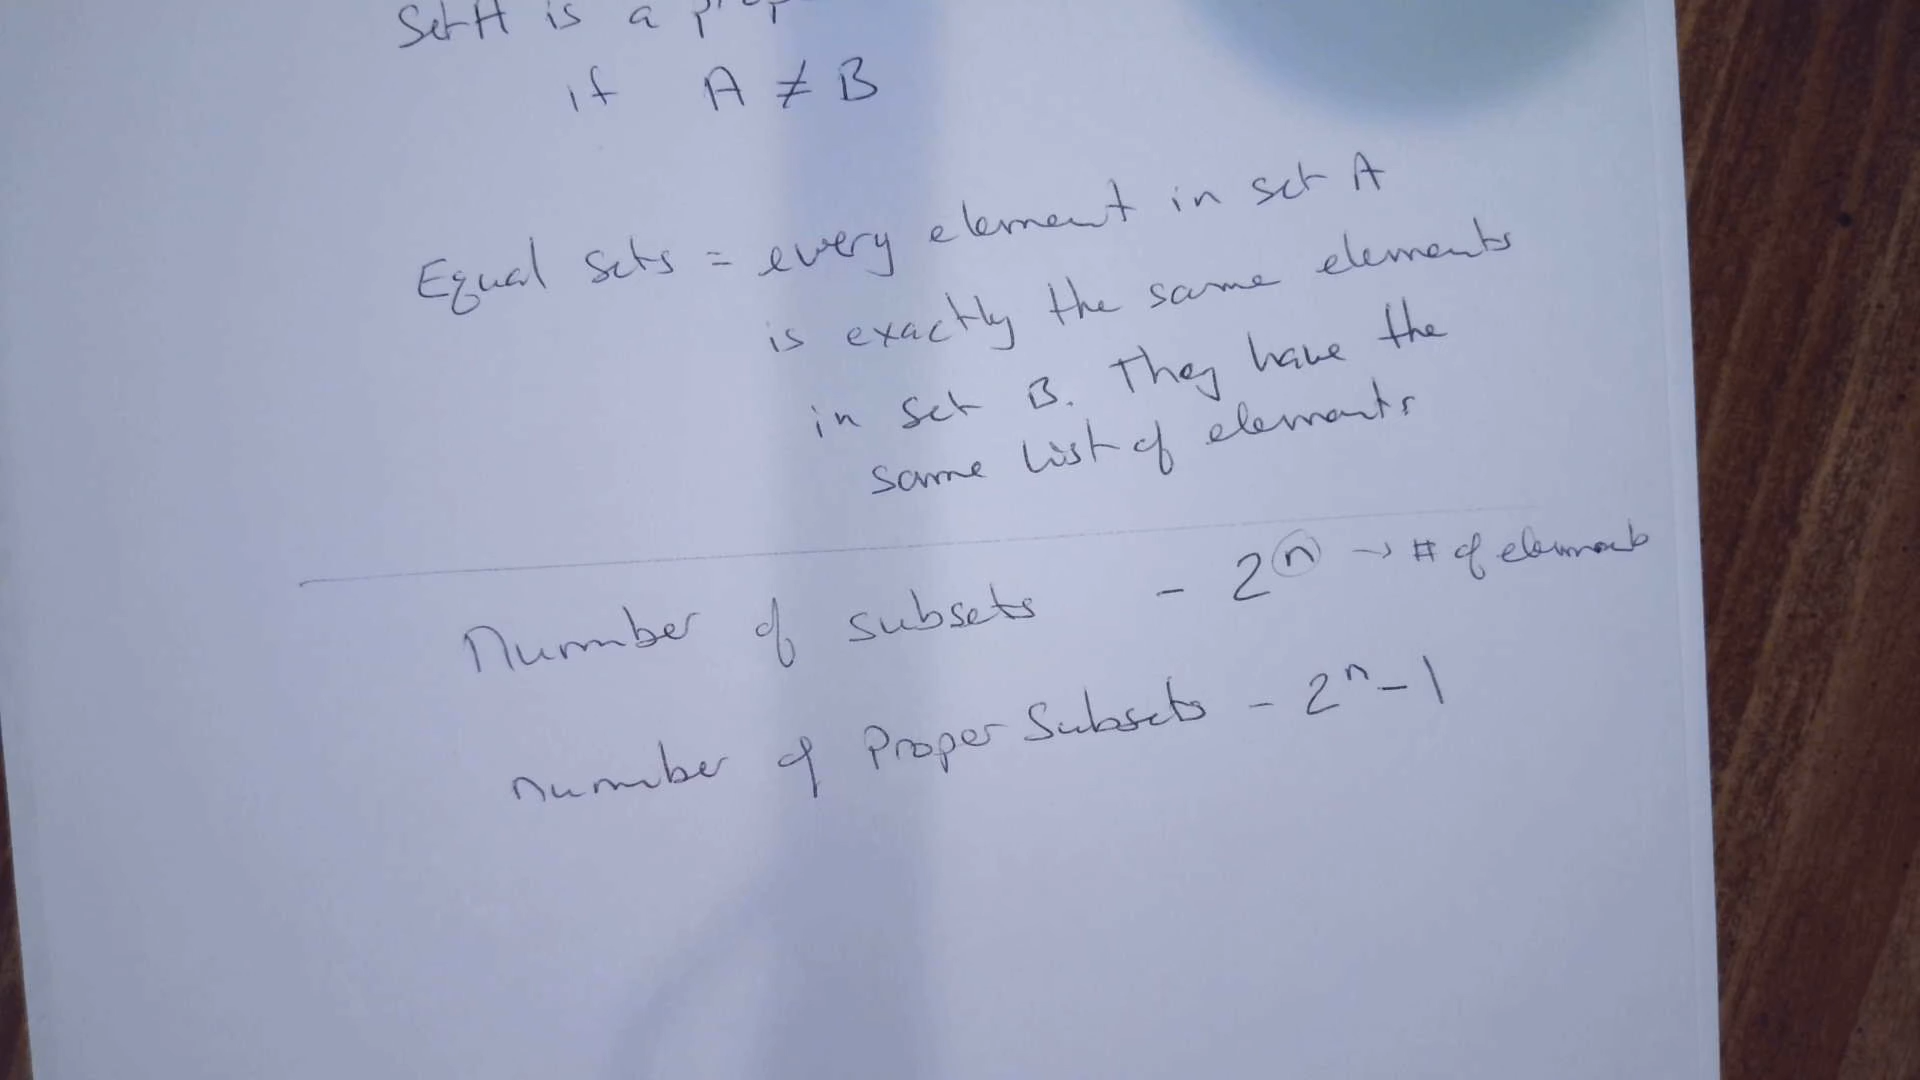 Set A is a prop
if A ≠ B
Equal sets = every element in set A
is exactly the same elements
in set B. They have the
same list of elements
Number of subsets - 2ⁿ → # of elements
number of Proper Subsets - 2ⁿ - 1